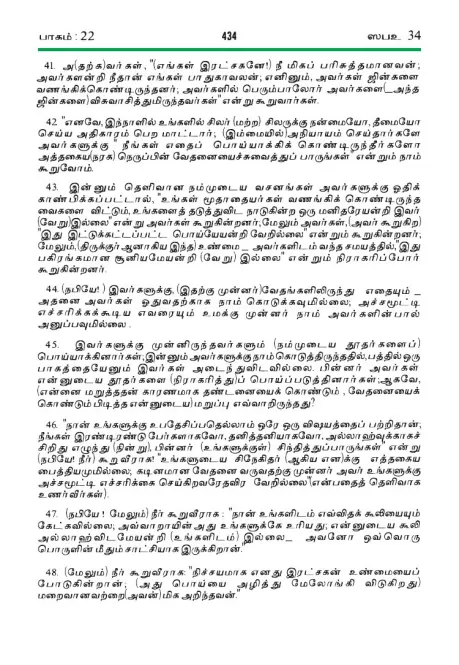 பாகம் : 22 434 ஸபஉ 34
41. அ(தற்க)வர்கள், "(எங்கள் இரட்சகனே!) நீ மிகப் பரிசுத்தமானவன்;
அவர்களன்றி நீதான் எங்கள் பாதுகாவலன்; எனினும், அவர்கள் ஜின்களை
வணங்கிக்கொண்டிருந்தனர்; அவர்களில் பெரும்பாலோர் அவர்களை(_அந்த
ஜின்களை) விசுவாசித்துமிருந்தவர்கள்" என்று கூறுவார்கள்.
42. "எனவே, இந்நாளில் உங்களில் சிலர் (மற்ற) சிலருக்கு நன்மையோ, தீமையோ
செய்ய அதிகாரம் பெற மாட்டார்; (இம்மையில்)அநியாயம் செய்தார்களே
அவர்களுக்கு " நீங்கள் எதைப் பொய்யாக்கிக் கொண்டிருந்தீர்களோ
அத்தகைய(நரக) நெருப்பின் வேதனையைச்சுவைத்துப் பாருங்கள்" என்றும் நாம்
கூறுவோம்.
43. இன்னும் தெளிவான நம்முடைய வசனங்கள் அவர்களுக்கு ஓதிக்
காண்பிக்கப்பட்டால், "உங்கள் மூதாதையர்கள் வணங்கிக் கொண்டிருந்த
வைகளை விட்டும், உங்களைத் தடுத்துவிட நாடுகின்ற ஒரு மனிதரேயன்றி இவர்
(வேறு)இல்லை" என்று அவர்கள் கூறுகின்றனர்; மேலும் அவர்கள், (அவர் கூறுகிற)
"இது இட்டுக்கட்டப்பட்ட பொய்யேயன்றி வேறில்லை" என்றும் கூறுகின்றனர்;
மேலும், (திருக்குர்ஆனாகிய இந்த) உண்மை _ அவர்களிடம் வந்த சமயத்தில், "இது
பகிரங்கமான சூனியமேயன்றி (வேறு) இல்லை" என்றும் நிராகரிப்போர்
கூறுகின்றனர்.
44. (நபியே!) இவர்களுக்கு, (இதற்கு முன்னர்)வேதங்களிலிருந்து எதையும் _
அதனை அவர்கள் ஓதுவதற்காக நாம் கொடுக்கவுமில்லை; அச்சமூட்டி
எச்சரிக்கக்கூடிய எவரையும் உமக்கு முன்னர் நாம் அவர்களின்பால்
அனுப்பவுமில்லை .
45. இவர்களுக்கு முன்னிருந்தவர்களும் (நம்முடைய தூதர்களைப்)
பொய்யாக்கினார்கள்; இன்னும் அவர்களுக்கு நாம் கொடுத்திருந்ததில், பத்தில் ஒரு
பாகத்தையேனும் இவர்கள் அடைந்துவிடவில்லை. பின்னர் அவர்கள்
என்னுடைய தூதர்களை (நிராகரித்து)ப் பொய்ப்படுத்தினார்கள்; ஆகவே,
(என்னை மறுத்ததன் காரணமாக தண்டனையைக் கொண்டும் , வேதனையைக்
கொண்டும் பிடித்த என்னுடைய) மறுப்பு எவ்வாறிருந்தது?
46. "நான் உங்களுக்கு உபதேசிப்பதெல்லாம் ஒரே ஒரு விஷயத்தைப் பற்றிதான்;
நீங்கள் இரண்டிரண்டு பேர்களாகவோ, தனித்தனியாகவோ, அல்லாஹ்வுக்காகச்
சிறிது எழுந்து (நின்று), பின்னர் (உங்களுக்குள்) சிந்தித்துப்பாருங்கள்" என்று
(நபியே! நீர்) கூறுவீராக! "உங்களுடைய சிநேகிதர் (ஆகிய என)க்கு எத்தகைய
பைத்தியமுமில்லை; கடினமான வேதனை வருவதற்கு முன்னர் அவர் உங்களுக்கு
அச்சமூட்டி எச்சரிக்கை செய்கிறவரேதவிர வேறில்லை(என்பதைத் தெளிவாக
உணர்வீர்கள்).
47. (நபியே! மேலும்) நீர் கூறுவீராக : "நான் உங்களிடம் எவ்விதக் கூலியையும்
கேட்கவில்லை; அவ்வாறாயின் அது உங்களுக்கே உரியது; என்னுடைய கூலி
அல்லாஹ்விடமேயன்றி (உங்களிடம்) இல்லை _ அவனோ ஒவ்வொரு
பொருளின் மீதும் சாட்சியாக இருக்கிறான்."
48. (மேலும்) நீர் கூறுவீராக: "நிச்சயமாக எனது இரட்சகன் உண்மையைப்
போடுகின்றான்; (அது பொய்யை அழித்து மேலோங்கி விடுகிறது)
மறைவானவற்றை(அவன்) மிக அறிந்தவன்."